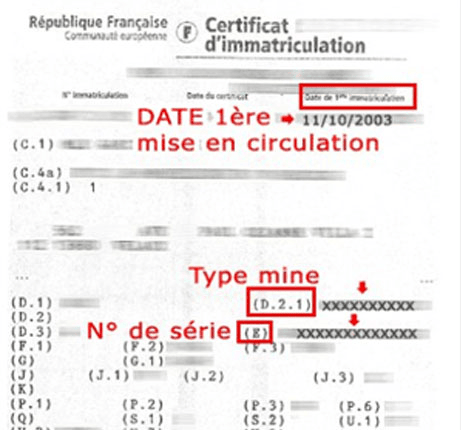 République Française
Communauté européenne
F
Certificat
d'immatriculation
N° immatriculation Date du certificat Date de 1ère immatriculation
DATE 1ère → 11/10/2003
(C.1) mise en circulation
(C.4a)
(C.4.1) 1
...
...
Type mine
(D.1) (D.2.1) XXXXXXXXXX
(D.2)
(D.3) N° de série (E) XXXXXXXXXXXXX
(F.1) (F.2) (F.3)
(G) (G.1)
(J) (J.1) (J.2) (J.3)
(K)
(P.1) (P.2) (P.3) (P.6)
(Q) (S.1) (S.2) (U.1)